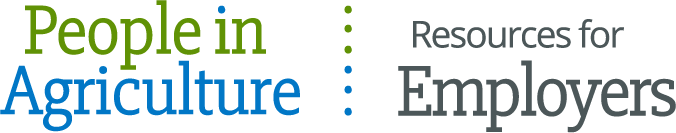 People in
Agriculture
Resources for
Employers